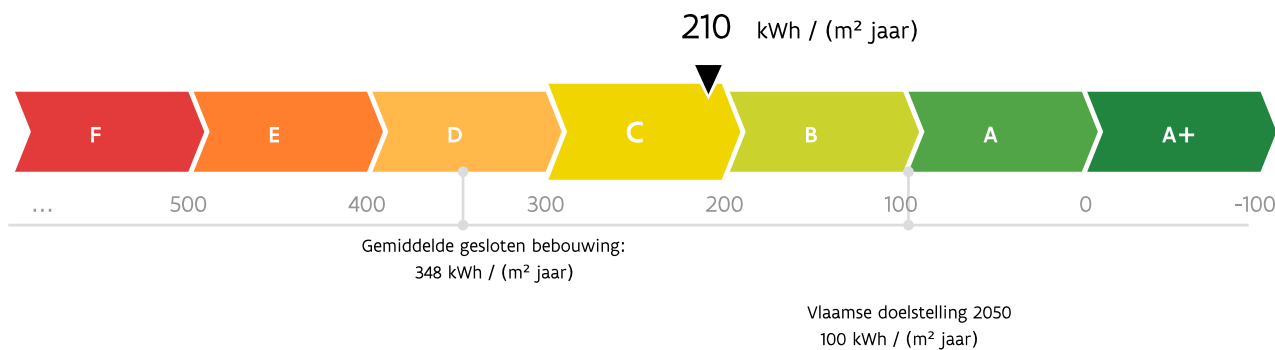 210 kWh / (m² jaar)
F E D C B A A+
... 500 400 300 200 100 0 -100
Gemiddelde gesloten bebouwing:
348 kWh / (m² jaar)
Vlaamse doelstelling 2050
100 kWh / (m² jaar)